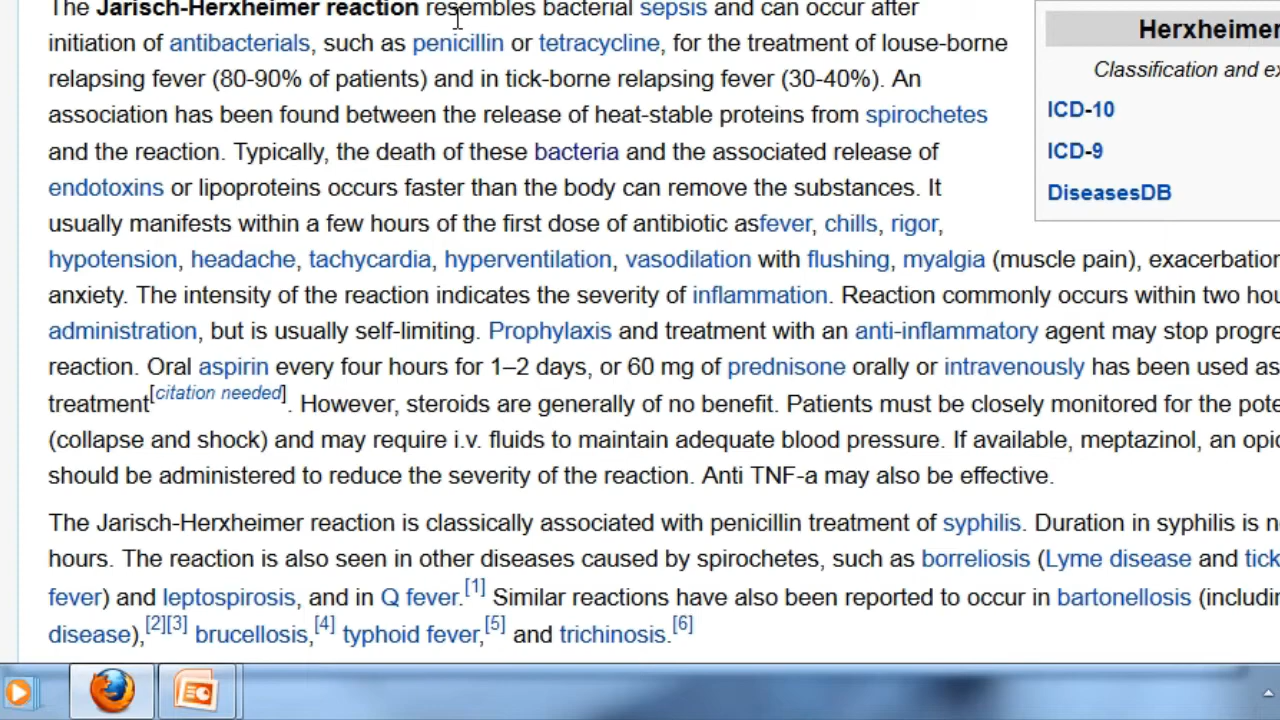 The Jarisch-Herxheimer reaction resembles bacterial sepsis and can occur after
initiation of antibacterials, such as penicillin or tetracycline, for the treatment of louse-borne
relapsing fever (80-90% of patients) and in tick-borne relapsing fever (30-40%). An
association has been found between the release of heat-stable proteins from spirochetes
and the reaction. Typically, the death of these bacteria and the associated release of
endotoxins or lipoproteins occurs faster than the body can remove the substances. It
usually manifests within a few hours of the first dose of antibiotic asfever, chills, rigor,
hypotension, headache, tachycardia, hyperventilation, vasodilation with flushing, myalgia (muscle pain), exacerbation
anxiety. The intensity of the reaction indicates the severity of inflammation. Reaction commonly occurs within two hou
administration, but is usually self-limiting. Prophylaxis and treatment with an anti-inflammatory agent may stop progre
reaction. Oral aspirin every four hours for 1–2 days, or 60 mg of prednisone orally or intravenously has been used as
treatment[citation needed]. However, steroids are generally of no benefit. Patients must be closely monitored for the pote
(collapse and shock) and may require i.v. fluids to maintain adequate blood pressure. If available, meptazinol, an opio
should be administered to reduce the severity of the reaction. Anti TNF-a may also be effective.
The Jarisch-Herxheimer reaction is classically associated with penicillin treatment of syphilis. Duration in syphilis is n
hours. The reaction is also seen in other diseases caused by spirochetes, such as borreliosis (Lyme disease and tick
fever) and leptospirosis, and in Q fever.[1] Similar reactions have also been reported to occur in bartonellosis (includin
disease),[2][3] brucellosis,[4] typhoid fever,[5] and trichinosis.[6]
Herxheimer
Classification and ex
ICD-10
ICD-9
DiseasesDB